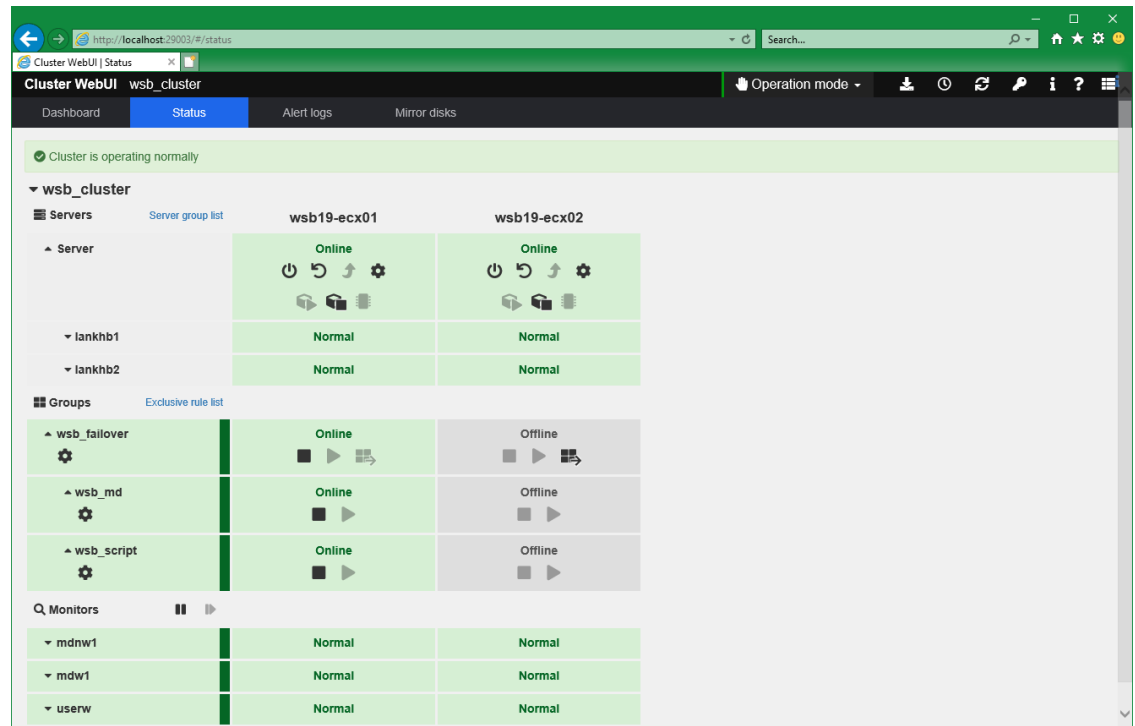 http://localhost:29003/#/status
Search...
Cluster WebUI | Status
Cluster WebUI wsb_cluster
Operation mode
Dashboard Status Alert logs Mirror disks
Cluster is operating normally
wsb_cluster
Servers Server group list wsb19-ecx01 wsb19-ecx02
Server Online Online
lankhb1 Normal Normal
lankhb2 Normal Normal
Groups Exclusive rule list
wsb_failover Online Offline
wsb_md Online Offline
wsb_script Online Offline
Monitors
mdnw1 Normal Normal
mdw1 Normal Normal
userw Normal Normal